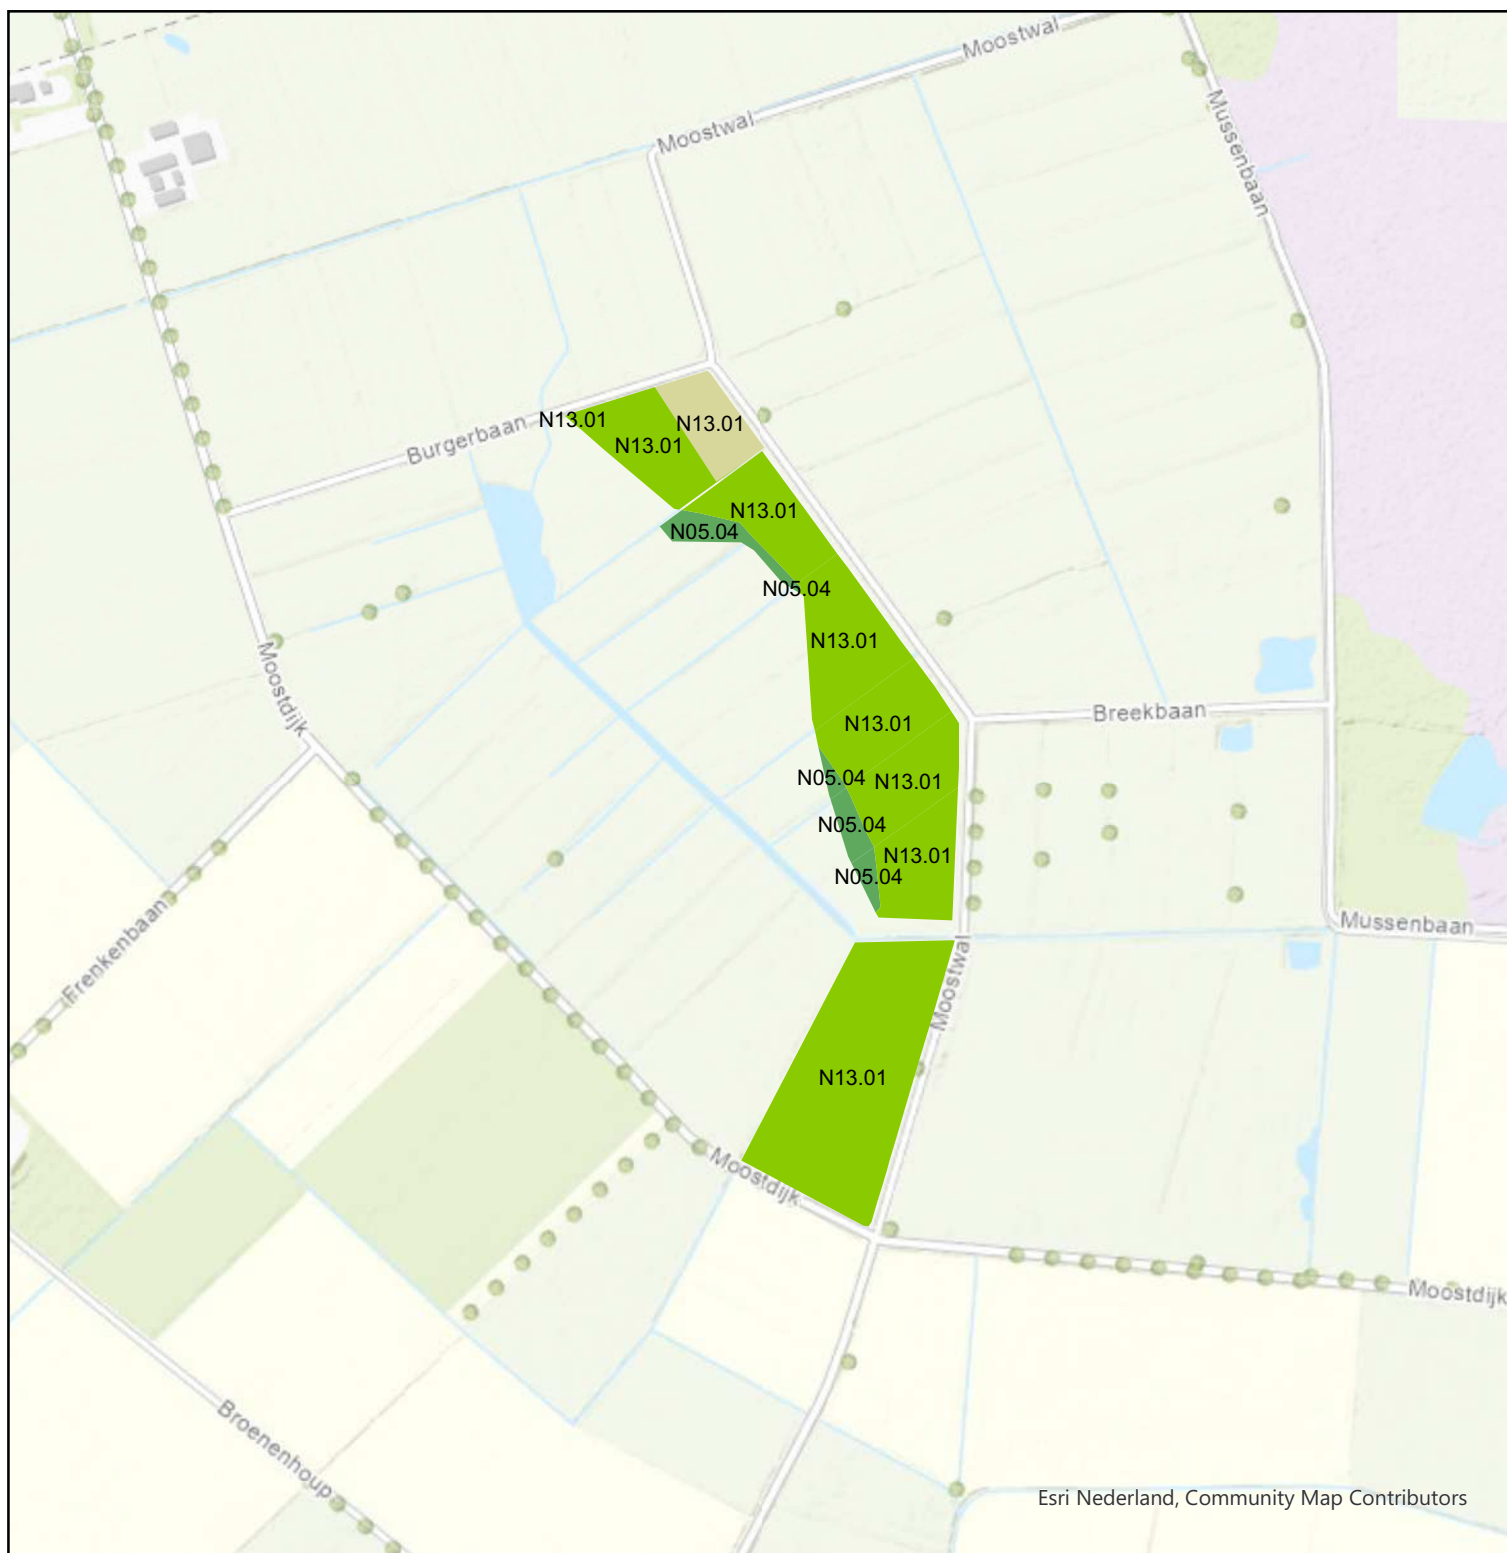 Moostwal
Moostwal
Mussenbaan
N13.01
N13.01
N13.01
Burgerbaan
N13.01
N05.04
N05.04
N13.01
Moostdijk
Breekbaan
N13.01
N05.04
N13.01
N05.04
N13.01
N05.04
Mussenbaan
Frenkenbaan
Moostwal
N13.01
Moostdijk
Moostdijk
Broenenhoup
Esri Nederland, Community Map Contributors